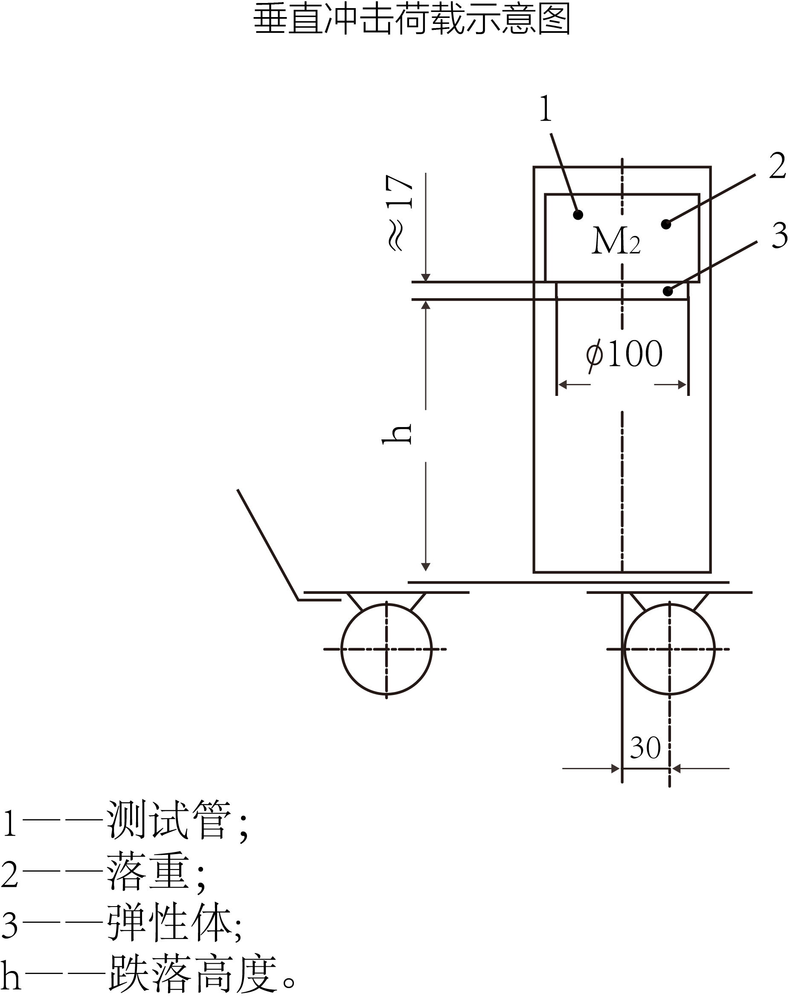 垂直冲击荷载示意图
1
2
≈17
3
M2
ϕ100
h
30
1——测试管；
2——落重；
3——弹性体;
h——跌落高度。